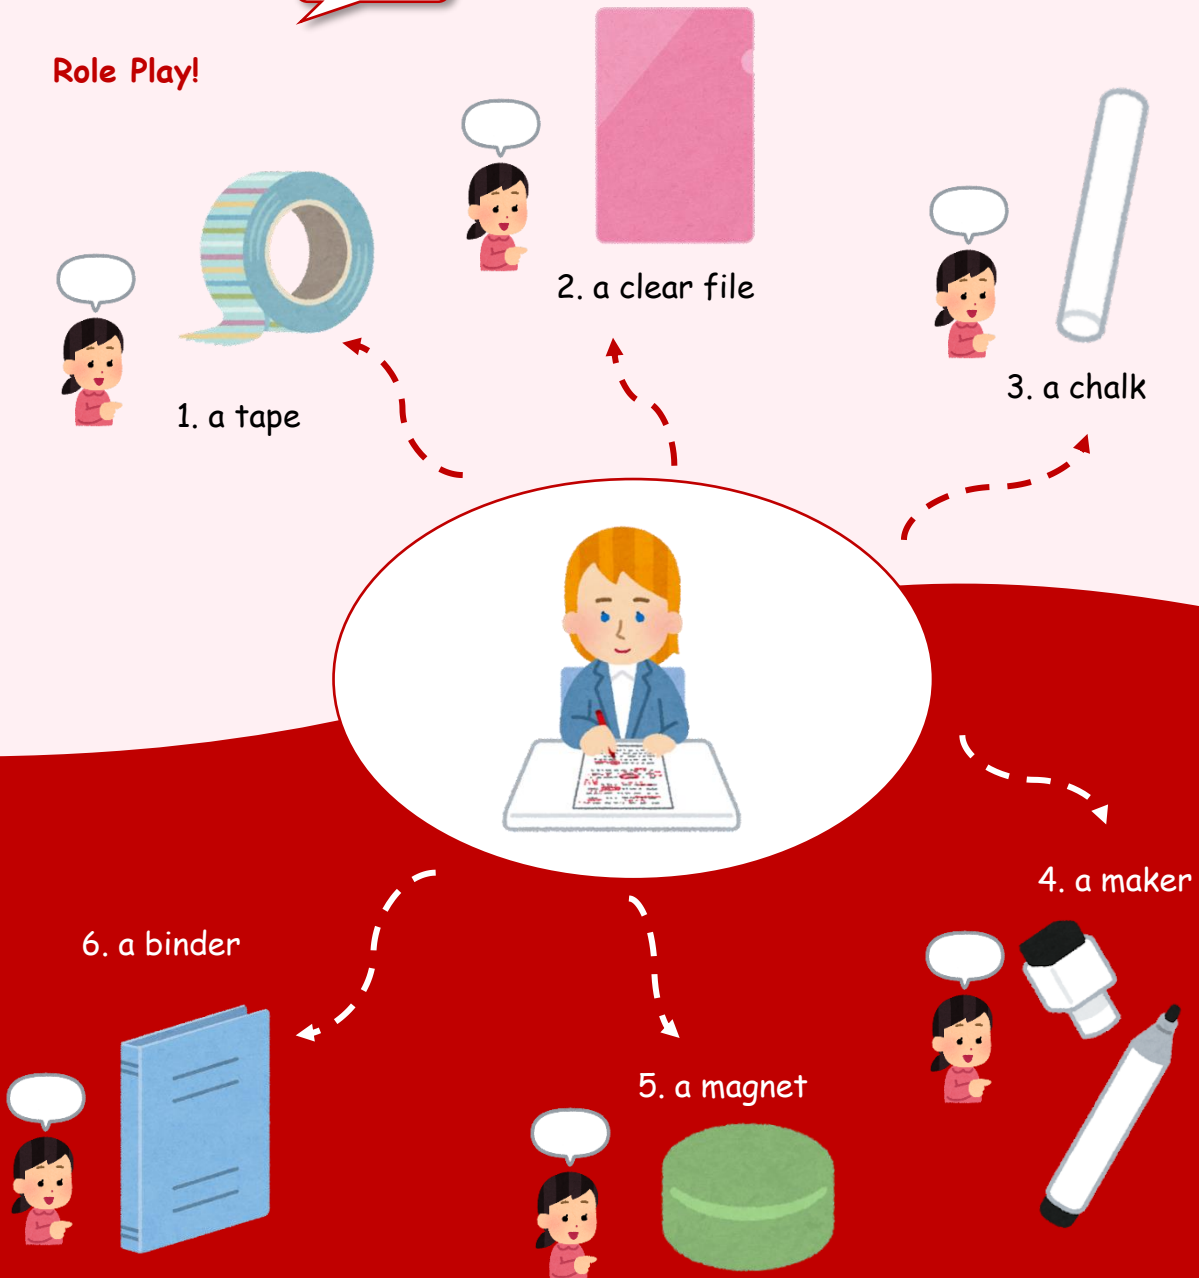 Role Play!
1. a tape
2. a clear file
3. a chalk
4. a maker
5. a magnet
6. a binder